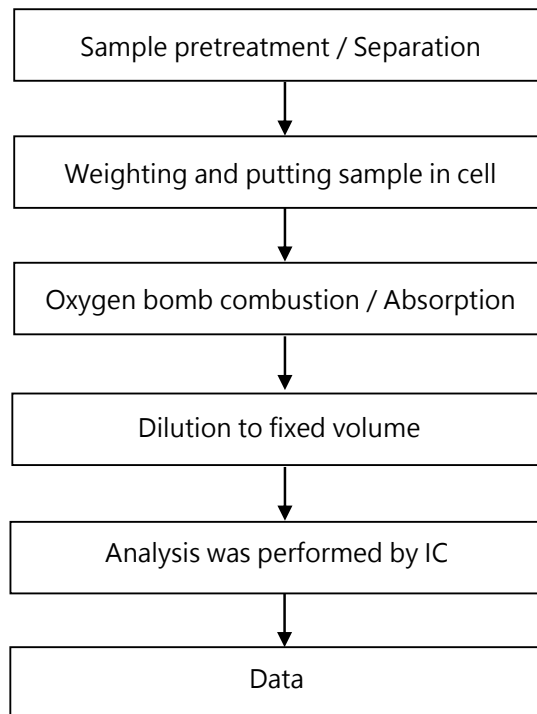 Sample pretreatment / Separation
Weighting and putting sample in cell
Oxygen bomb combustion / Absorption
Dilution to fixed volume
Analysis was performed by IC
Data